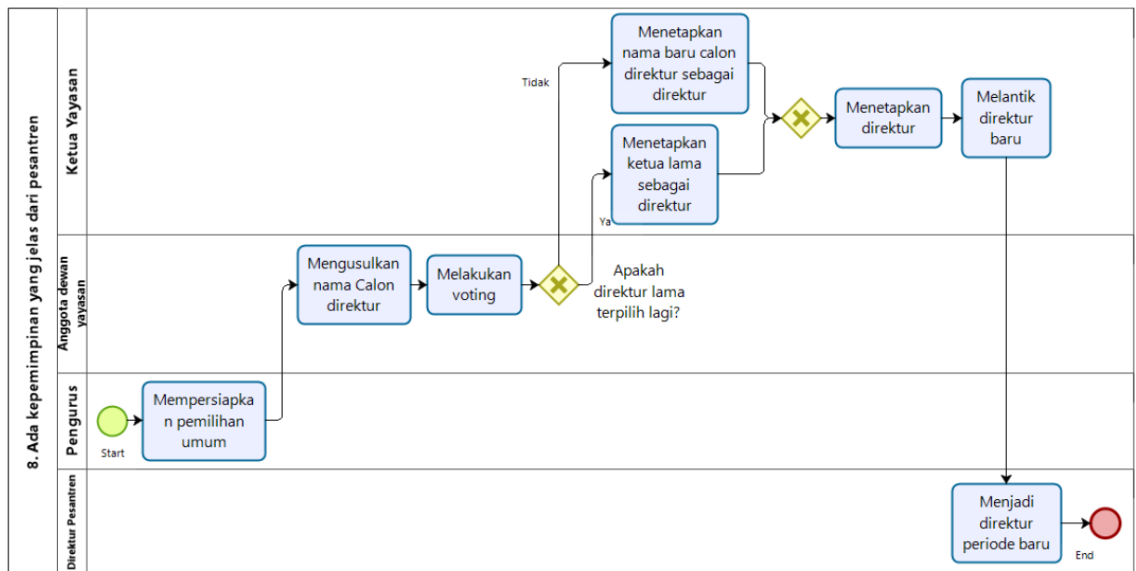 8. Ada kepemimpinan yang jelas dari pesantren
Ketua Yayasan
Menetapkan
nama baru calon
direktur sebagai
direktur
Tidak
Menetapkan
ketua lama
sebagai
direktur
Ya
Menetapkan
direktur
Melantik
direktur
baru
Anggota dewan
yayasan
Mengusulkan
nama Calon
direktur
Melakukan
voting
Apakah
direktur lama
terpilih lagi?
Pengurus
Start
Mempersiapka
n pemilihan
umum
Direktur Pesantren
Menjadi
direktur
periode baru
End